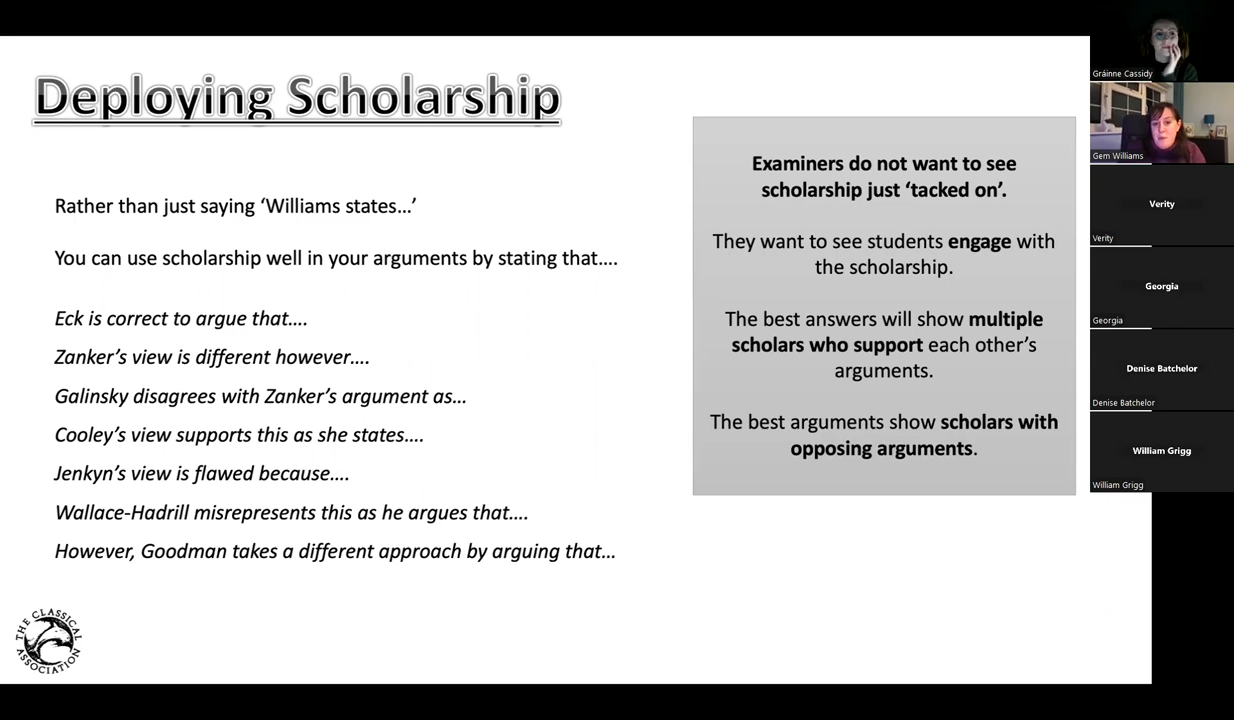 Deploying Scholarship
Rather than just saying ‘Williams states…’
You can use scholarship well in your arguments by stating that….
Eck is correct to argue that….
Zanker’s view is different however….
Galinsky disagrees with Zanker’s argument as…
Cooley’s view supports this as she states….
Jenkyn’s view is flawed because….
Wallace-Hadrill misrepresents this as he argues that….
However, Goodman takes a different approach by arguing that…
Examiners do not want to see
scholarship just ‘tacked on’.
They want to see students engage with
the scholarship.
The best answers will show multiple
scholars who support each other’s
arguments.
The best arguments show scholars with
opposing arguments.
THE CLASSICAL
ASSOCIATION
Gráinne Cassidy
Gem Williams
Verity
Verity
Georgia
Georgia
Denise Batchelor
Denise Batchelor
William Grigg
William Grigg